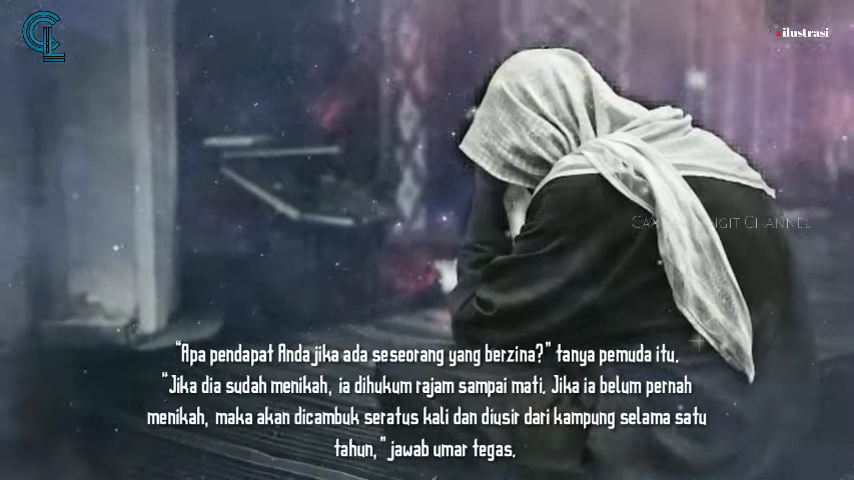 ilustrasi
Channel
"Apa pendapat Anda jika ada seseorang yang berzina?" tanya pemuda itu.
"Jika dia sudah menikah, ia dihukum rajam sampai mati. Jika ia belum pernah
menikah, maka akan dicambuk seratus kali dan diusir dari kampung selama satu
tahun," jawab umar tegas.